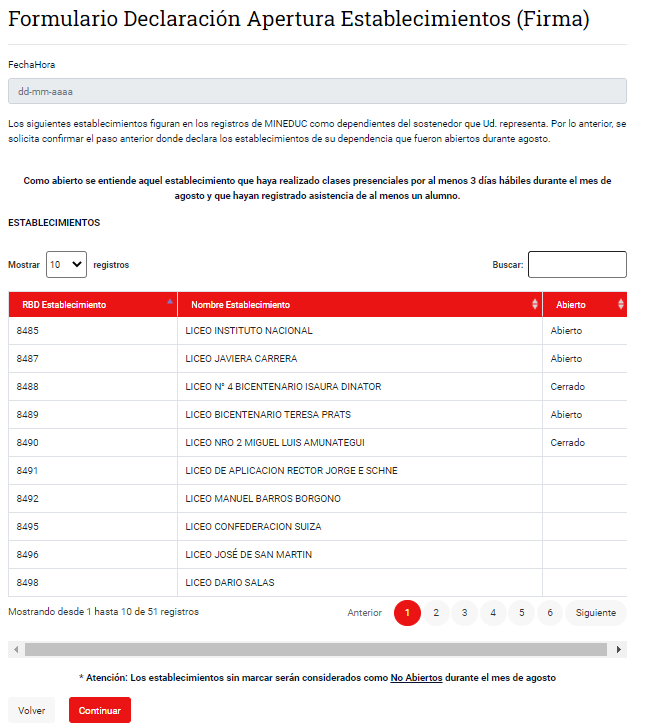 Formulario Declaración Apertura Establecimientos (Firma)
FechaHora
dd-mm-aaaa
Los siguientes establecimientos figuran en los registros de MINEDUC como dependientes del sostenedor que Ud. representa. Por lo anterior, se
solicita confirmar el paso anterior donde declara los establecimientos de su dependencia que fueron abiertos durante agosto.
Como abierto se entiende aquel establecimiento que haya realizado clases presenciales por al menos 3 días hábiles durante el mes de
agosto y que hayan registrado asistencia de al menos un alumno.
ESTABLECIMIENTOS
Mostrar 10 registros Buscar:
RBD Establecimiento Nombre Establecimiento Abierto
8485 LICEO INSTITUTO NACIONAL Abierto
8487 LICEO JAVIERA CARRERA Abierto
8488 LICEO N° 4 BICENTENARIO ISAURA DINATOR Cerrado
8489 LICEO BICENTENARIO TERESA PRATS Abierto
8490 LICEO NRO 2 MIGUEL LUIS AMUNATEGUI Cerrado
8491 LICEO DE APLICACION RECTOR JORGE E SCHNE
8492 LICEO MANUEL BARROS BORGONO
8495 LICEO CONFEDERACION SUIZA
8496 LICEO JOSÉ DE SAN MARTIN
8498 LICEO DARIO SALAS
Mostrando desde 1 hasta 10 de 51 registros Anterior 1 2 3 4 5 6 Siguiente
* Atención: Los establecimientos sin marcar serán considerados como No Abiertos durante el mes de agosto
Volver Continuar